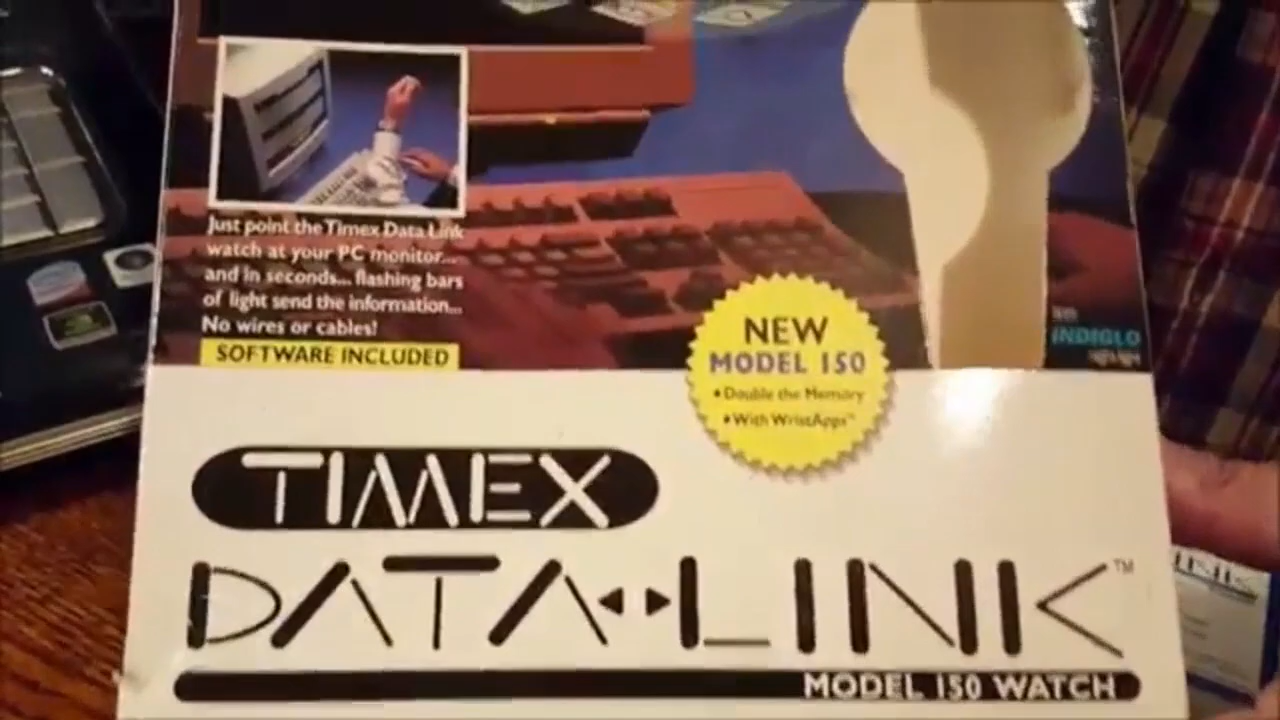 Just point the Timex Data Link
watch at your PC monitor...
and in seconds... flashing bars
of light send the information...
No wires or cables!
SOFTWARE INCLUDED
NEW
MODEL 150
• Double the Memory
• With WristApps™
INDIGLO
TIMEX
DATA LINK™
MODEL 150 WATCH